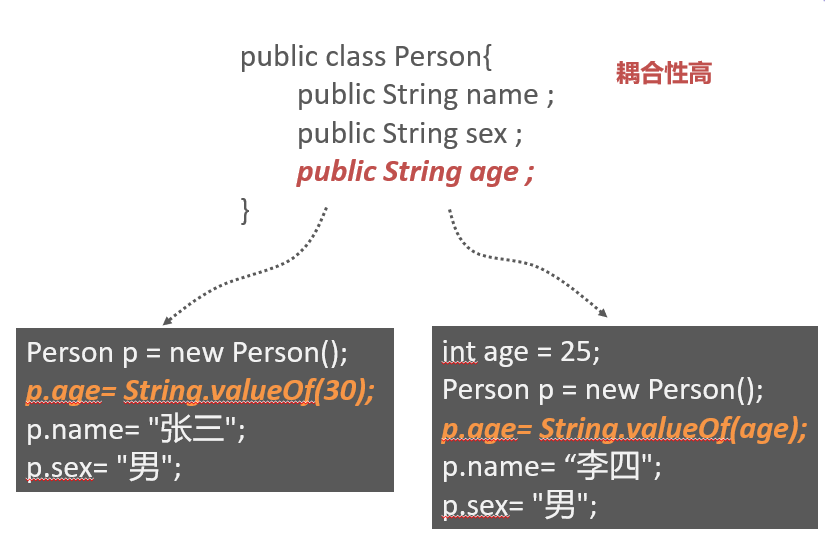 public class Person{
public String name ;
public String sex ;
public String age ;
}
耦合性高
Person p = new Person();
p.age= String.valueOf(30);
p.name= "张三";
p.sex= "男";
int age = 25;
Person p = new Person();
p.age= String.valueOf(age);
p.name= “李四";
p.sex= "男";